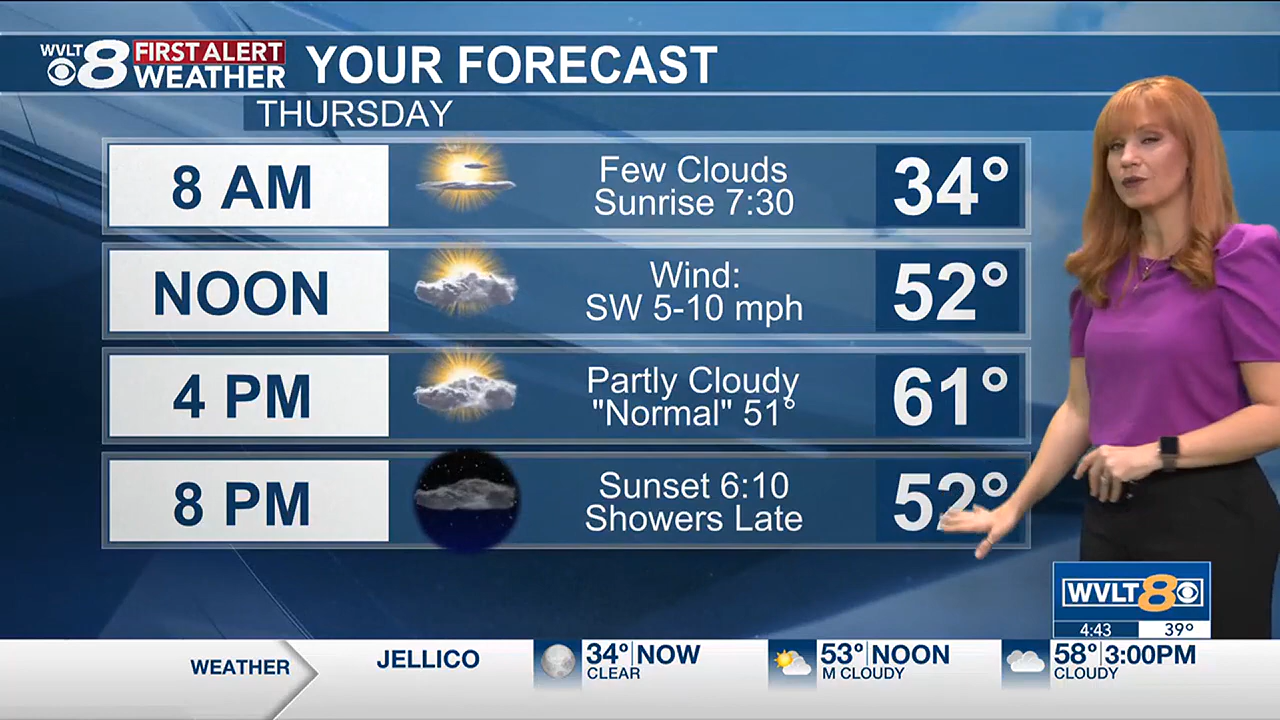 WVLT 8 FIRST ALERT WEATHER
YOUR FORECAST
THURSDAY
8 AM
Few Clouds
Sunrise 7:30
34°
NOON
Wind:
SW 5-10 mph
52°
4 PM
Partly Cloudy
"Normal" 51°
61°
8 PM
Sunset 6:10
Showers Late
52°
WVLT 8
4:43 39°
WEATHER
JELLICO
34° NOW
CLEAR
53° NOON
M CLOUDY
58° 3:00PM
CLOUDY